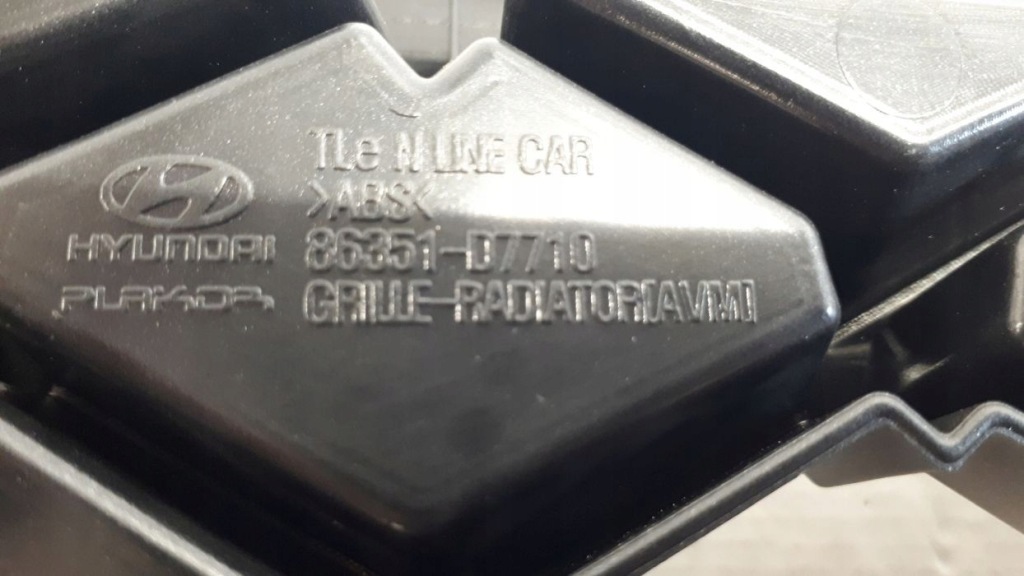 TLe N LINE CAR
>ABS<
HYUNDAI
86351-D7710
PLAKOR
GRILLE-RADIATOR[AVM]